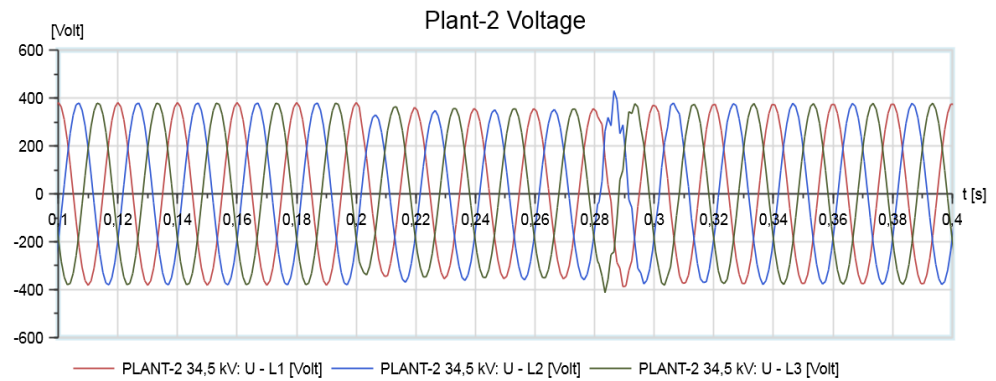 Plant-2 Voltage
[Volt]
600
400
200
0
-200
-400
-600
0,1 0,12 0,14 0,16 0,18 0,2 0,22 0,24 0,26 0,28 0,3 0,32 0,34 0,36 0,38 0,4
t [s]
PLANT-2 34,5 kV: U - L1 [Volt] PLANT-2 34,5 kV: U - L2 [Volt] PLANT-2 34,5 kV: U - L3 [Volt]